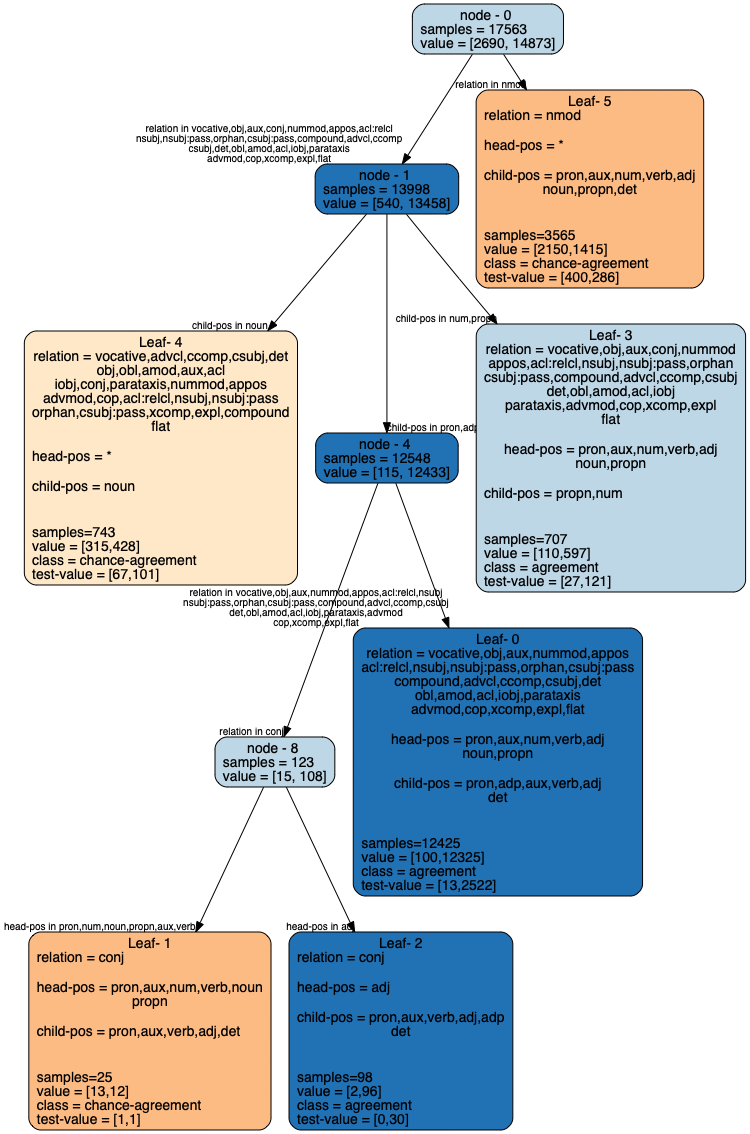 node - 0
samples = 17563
value = [2690, 14873]
relation in nmod
Leaf- 5
relation = nmod
head-pos = *
child-pos = pron,aux,num,verb,adj
noun,propn,det
samples=3565
value = [2150,1415]
class = chance-agreement
test-value = [400,286]
relation in vocative,obj,aux,conj,nummod,appos,acl:relcl
nsubj,nsubj:pass,orphan,csubj:pass,compound,advcl,ccomp
csubj,det,obl,amod,acl,iobj,parataxis
advmod,cop,xcomp,expl,flat
node - 1
samples = 13998
value = [540, 13458]
child-pos in noun
Leaf- 4
relation = vocative,advcl,ccomp,csubj,det
obj,obl,amod,aux,acl
iobj,conj,parataxis,nummod,appos
advmod,cop,acl:relcl,nsubj,nsubj:pass
orphan,csubj:pass,xcomp,expl,compound
flat
head-pos = *
child-pos = noun
samples=743
value = [315,428]
class = chance-agreement
test-value = [67,101]
child-pos in num,propn
Leaf- 3
relation = vocative,obj,aux,conj,nummod
appos,acl:relcl,nsubj,nsubj:pass,orphan
csubj:pass,compound,advcl,ccomp,csubj
det,obl,amod,acl,iobj
parataxis,advmod,cop,xcomp,expl
flat
head-pos = pron,aux,num,verb,adj
noun,propn
child-pos = propn,num
samples=707
value = [110,597]
class = agreement
test-value = [27,121]
child-pos in pron,adp
node - 4
samples = 12548
value = [115, 12433]
relation in vocative,obj,aux,nummod,appos,acl:relcl,nsubj
nsubj:pass,orphan,csubj:pass,compound,advcl,ccomp,csubj
det,obl,amod,acl,iobj,parataxis,advmod
cop,xcomp,expl,flat
Leaf- 0
relation = vocative,obj,aux,nummod,appos
acl:relcl,nsubj,nsubj:pass,orphan,csubj:pass
compound,advcl,ccomp,csubj,det
obl,amod,acl,iobj,parataxis
advmod,cop,xcomp,expl,flat
head-pos = pron,aux,num,verb,adj
noun,propn
child-pos = pron,adp,aux,verb,adj
det
samples=12425
value = [100,12325]
class = agreement
test-value = [13,2522]
relation in conj
node - 8
samples = 123
value = [15, 108]
head-pos in pron,num,noun,propn,aux,verb
Leaf- 1
relation = conj
head-pos = pron,aux,num,verb,noun
propn
child-pos = pron,aux,verb,adj,det
samples=25
value = [13,12]
class = chance-agreement
test-value = [1,1]
head-pos in adj
Leaf- 2
relation = conj
head-pos = adj
child-pos = pron,aux,verb,adj,adp
det
samples=98
value = [2,96]
class = agreement
test-value = [0,30]